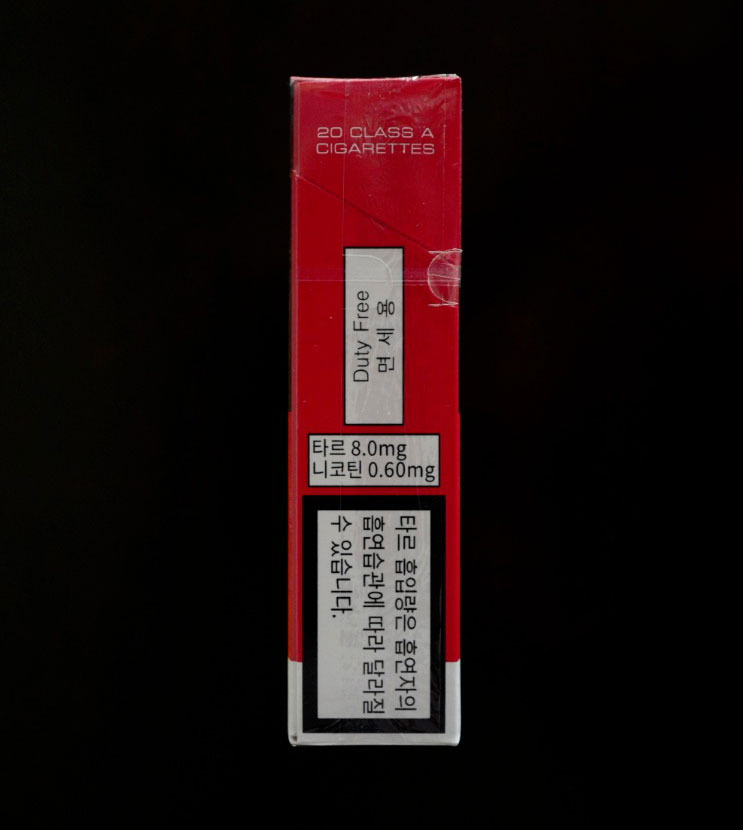 20 CLASS A
CIGARETTES
Duty Free
면 세 용
타르 8.0mg
니코틴 0.60mg
타르 흡입량은 흡연자의
흡연습관에 따라 달라질
수 있습니다.